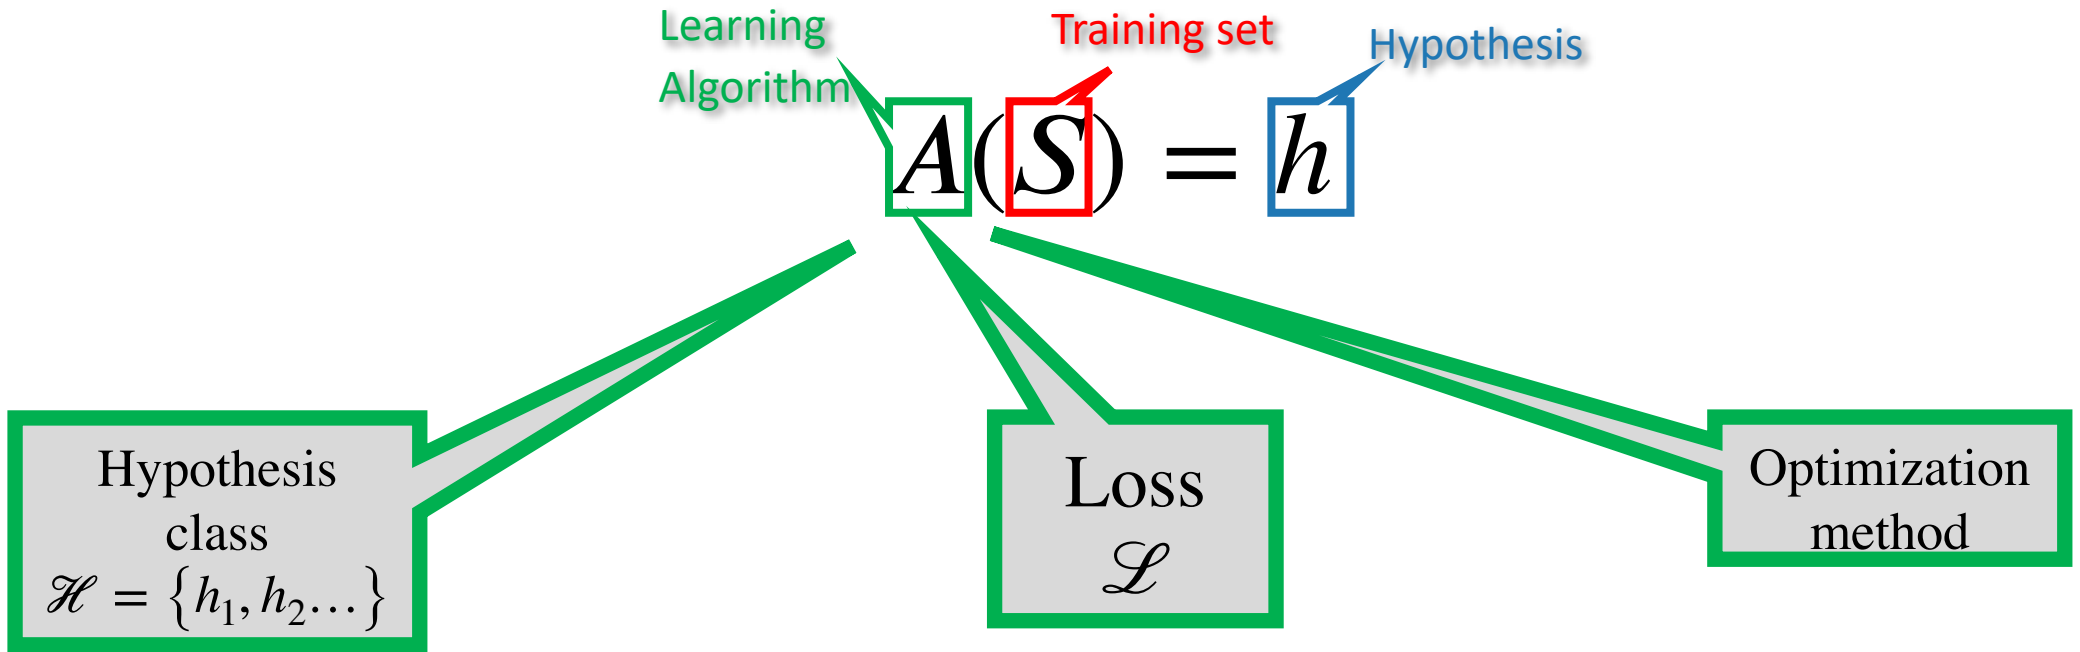 Learning
Algorithm
Training set
Hypothesis
A(S) = h
Hypothesis
class
ℋ = {h₁, h₂…}
Loss
ℒ
Optimization
method